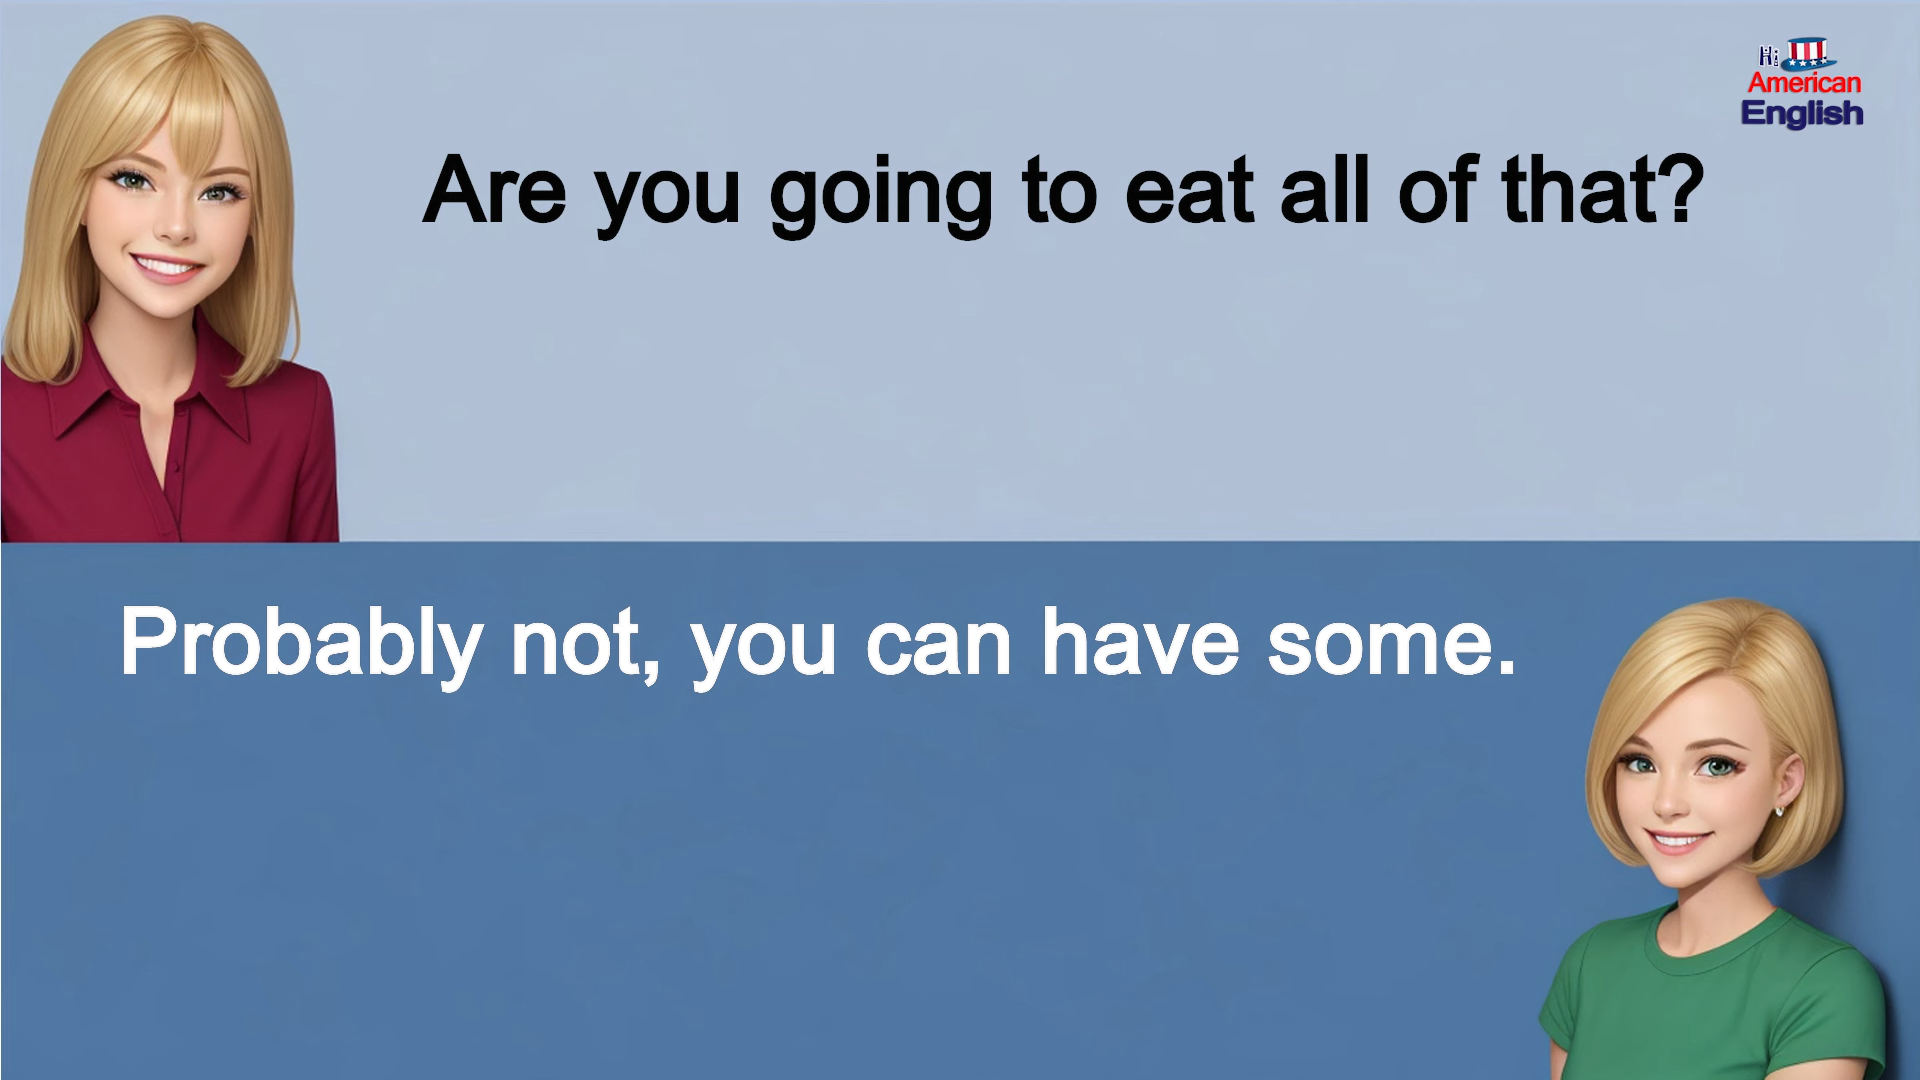 Hi
American
English
Are you going to eat all of that?
Probably not, you can have some.